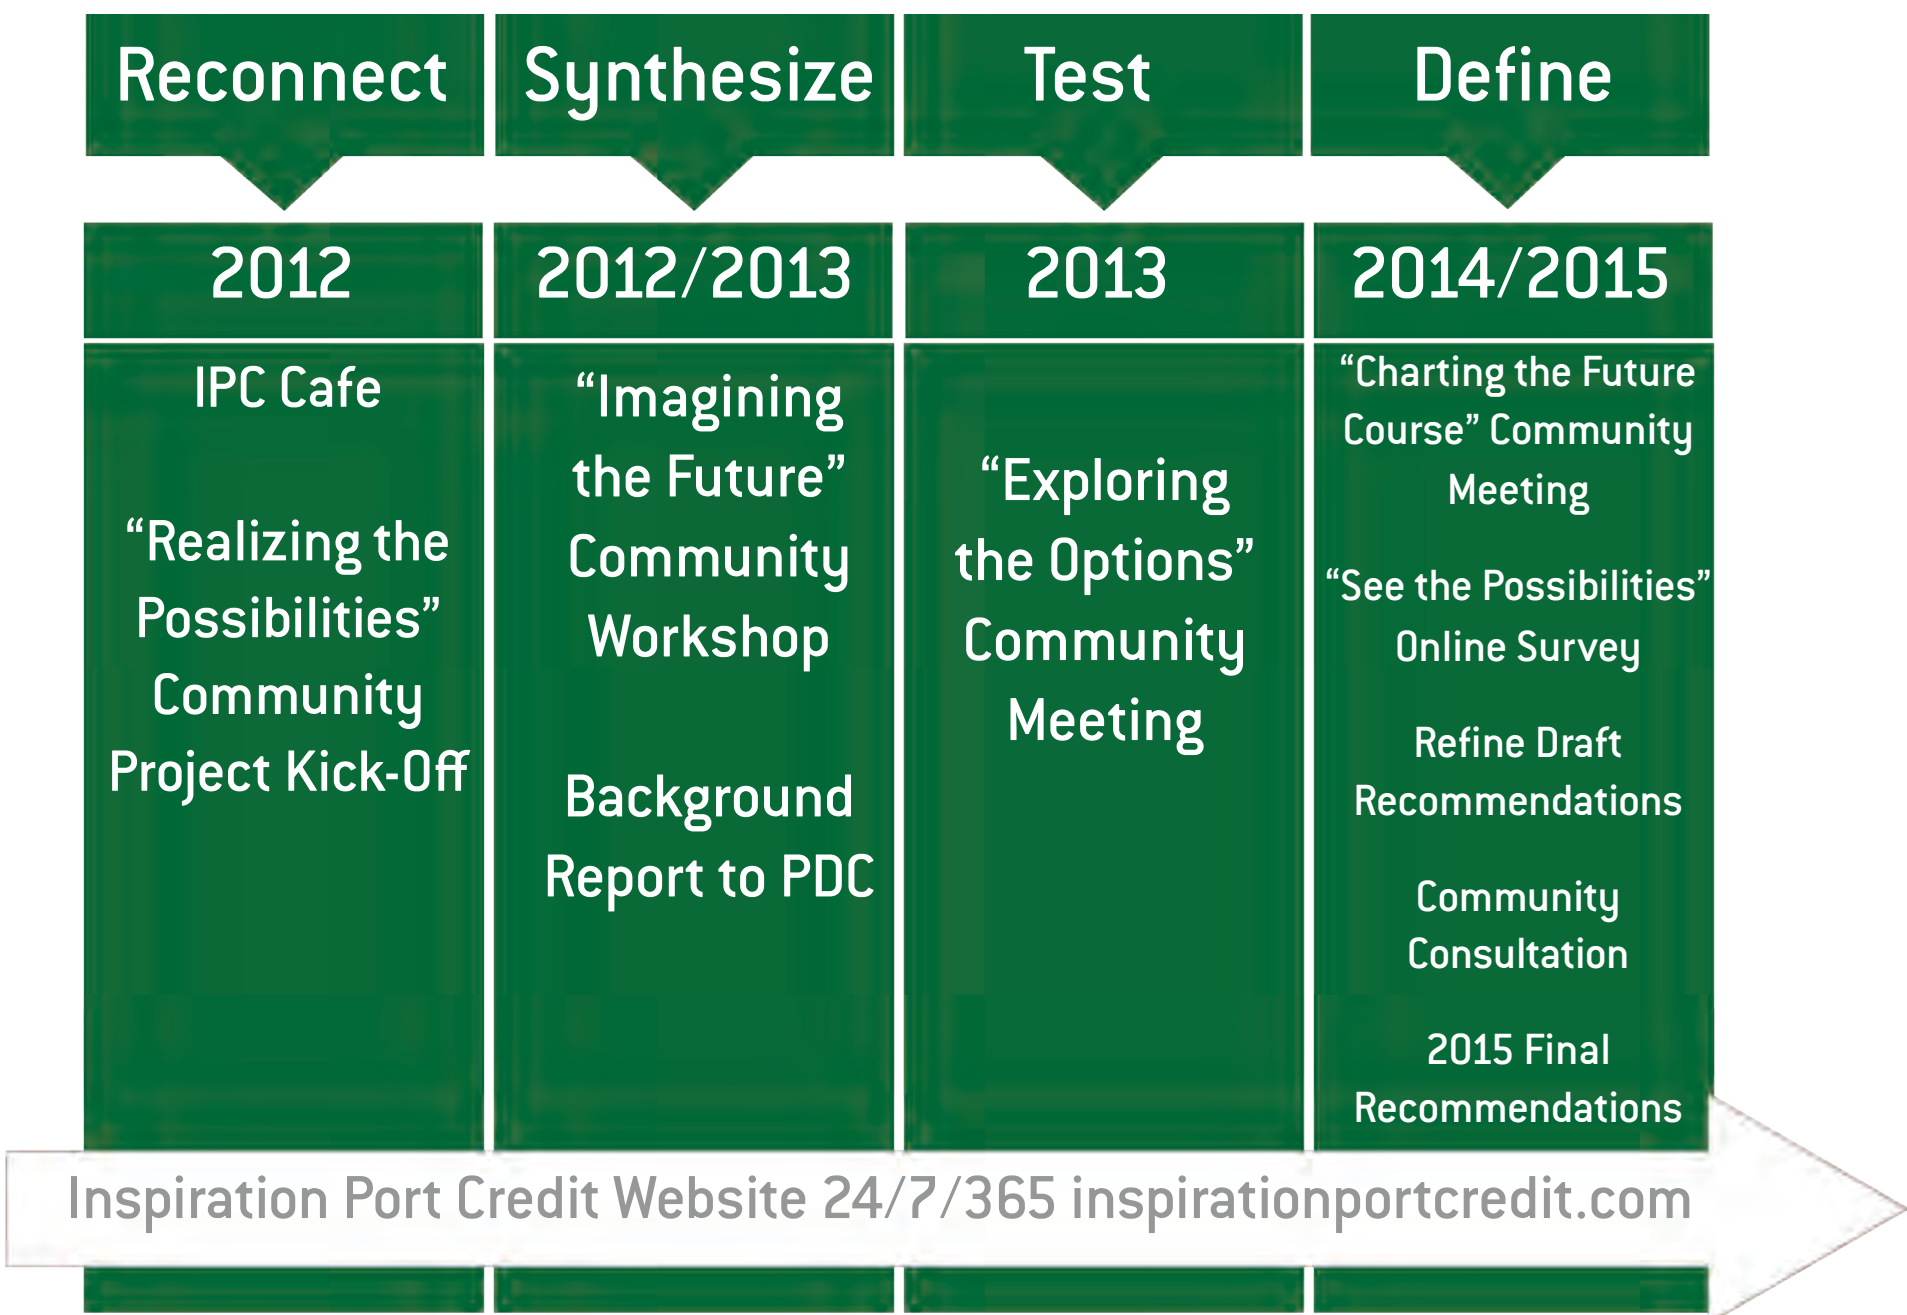 Reconnect
Synthesize
Test
Define
2012
2012/2013
2013
2014/2015
IPC Cafe
“Realizing the
Possibilities”
Community
Project Kick-Off
“Imagining
the Future”
Community
Workshop
Background
Report to PDC
“Exploring
the Options”
Community
Meeting
“Charting the Future
Course” Community
Meeting
“See the Possibilities”
Online Survey
Refine Draft
Recommendations
Community
Consultation
2015 Final
Recommendations
Inspiration Port Credit Website 24/7/365 inspirationportcredit.com